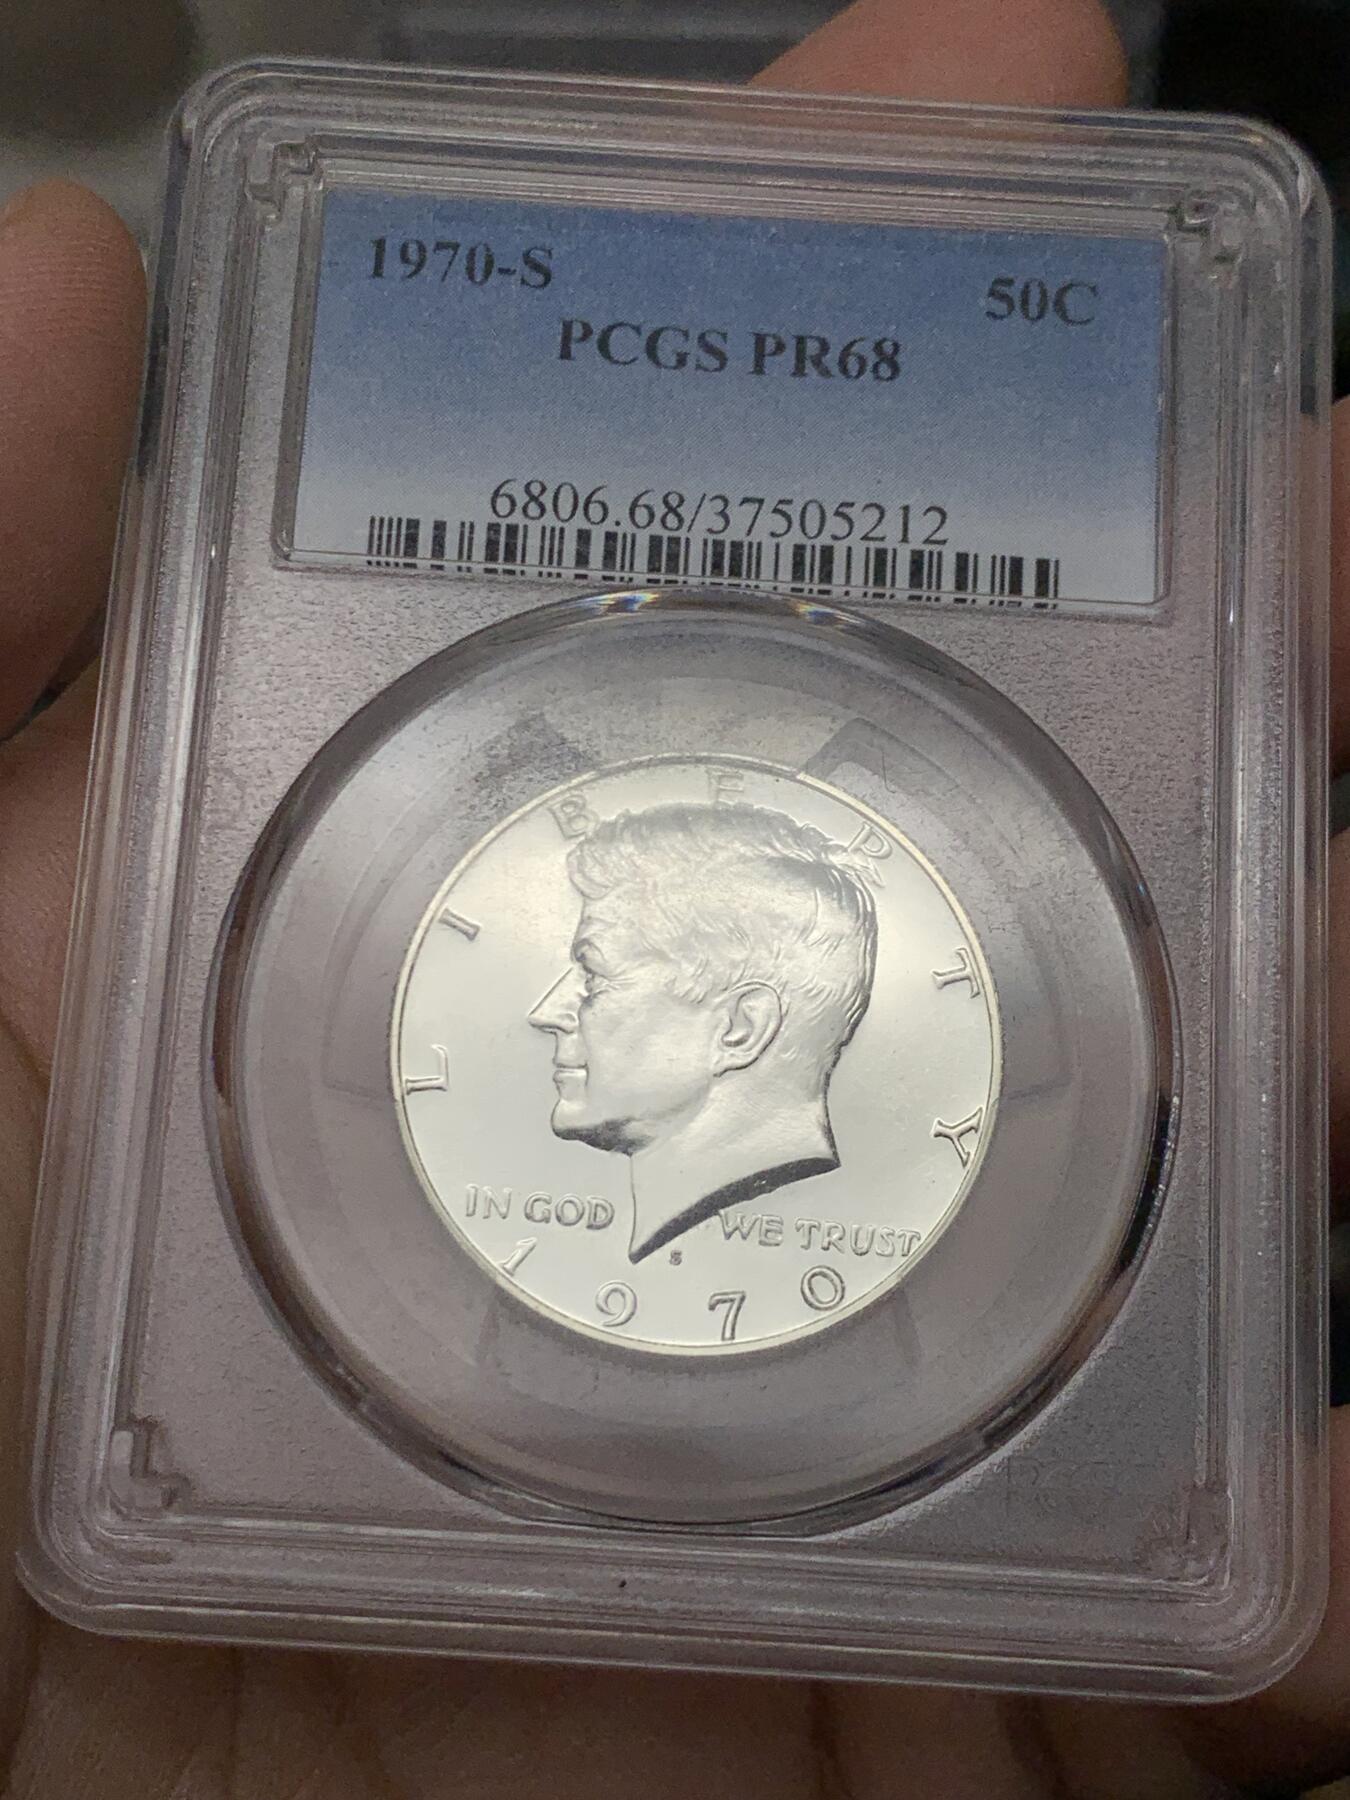 1970-S
50C
PCGS PR68
6806.68/37505212
LIBERTY
IN GOD WE TRUST
S
1970